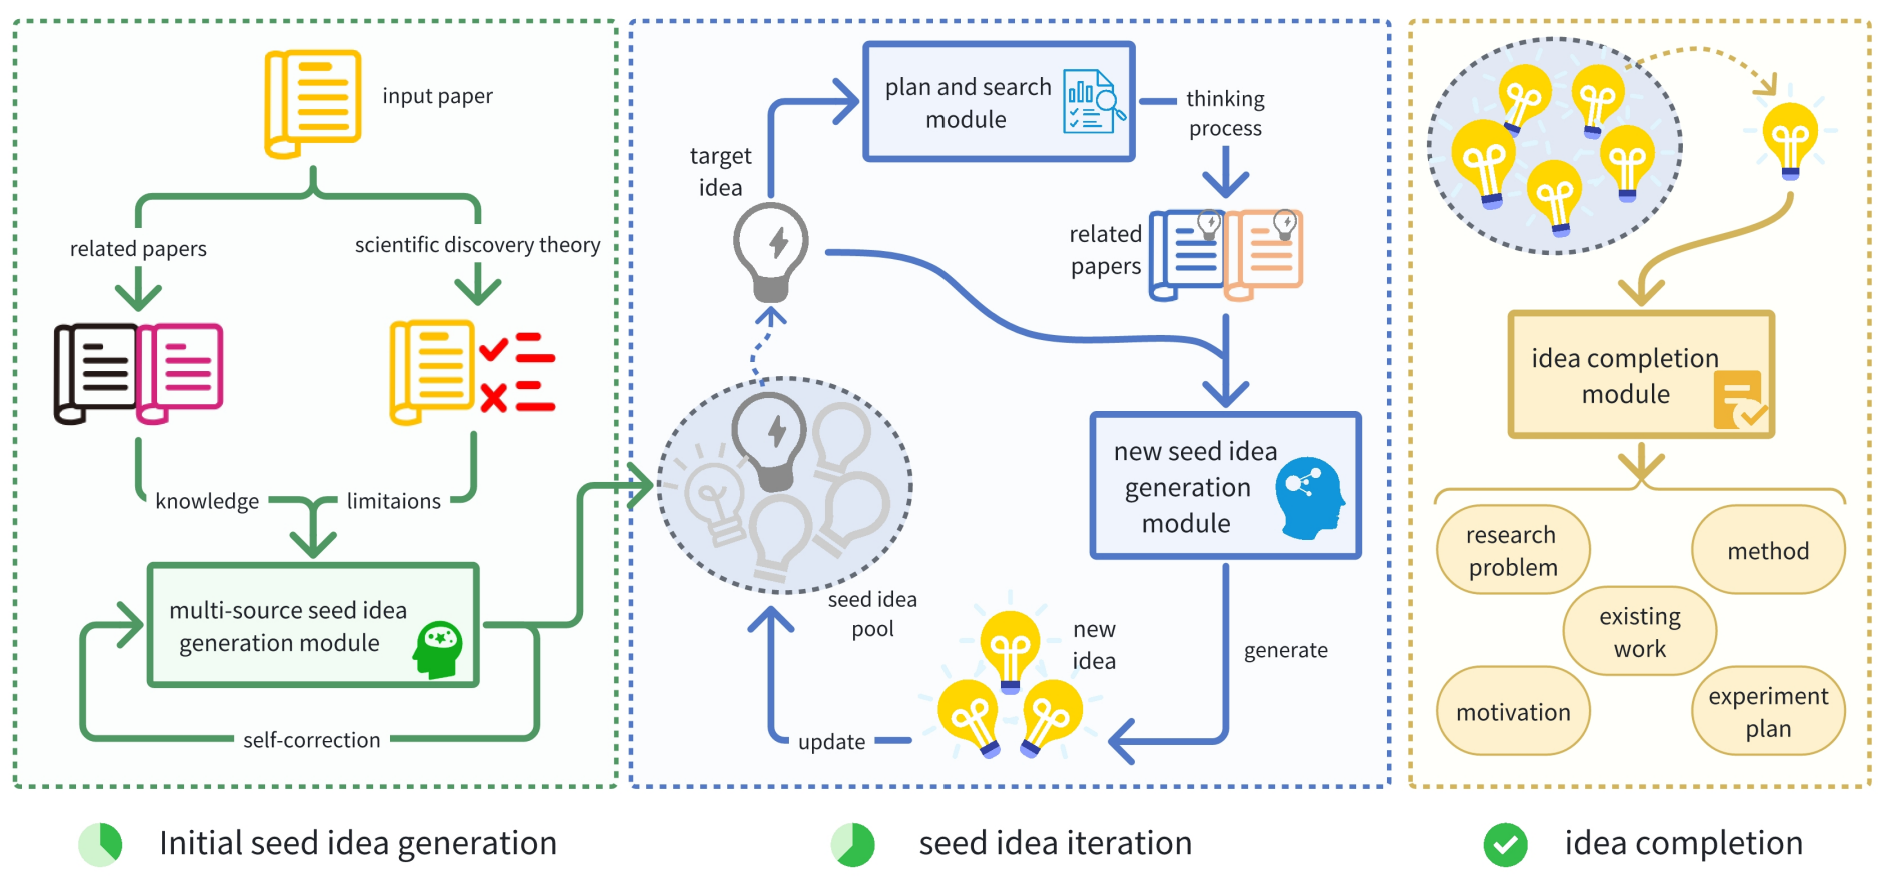 input paper
related papers
scientific discovery theory
knowledge
limitaions
multi-source seed idea
generation module
self-correction
Initial seed idea generation
plan and search
module
thinking
process
target
idea
related
papers
new seed idea
generation
module
seed idea
pool
new
idea
generate
update
seed idea iteration
idea completion
module
research
problem
method
existing
work
motivation
experiment
plan
idea completion